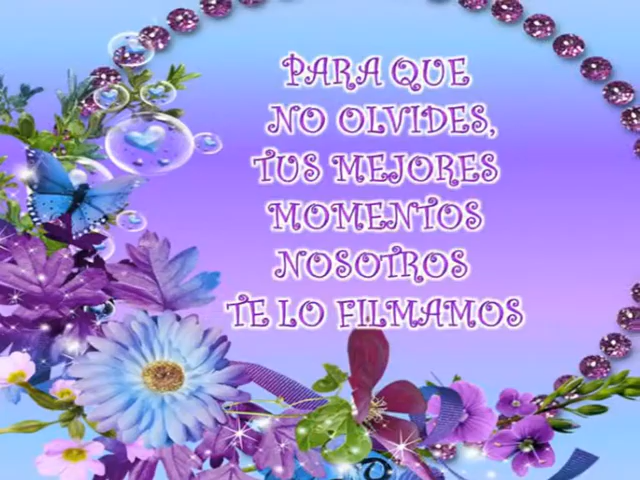 PARA QUE
NO OLVIDES,
TUS MEJORES
MOMENTOS
NOSOTROS
TE LO FILMAMOS